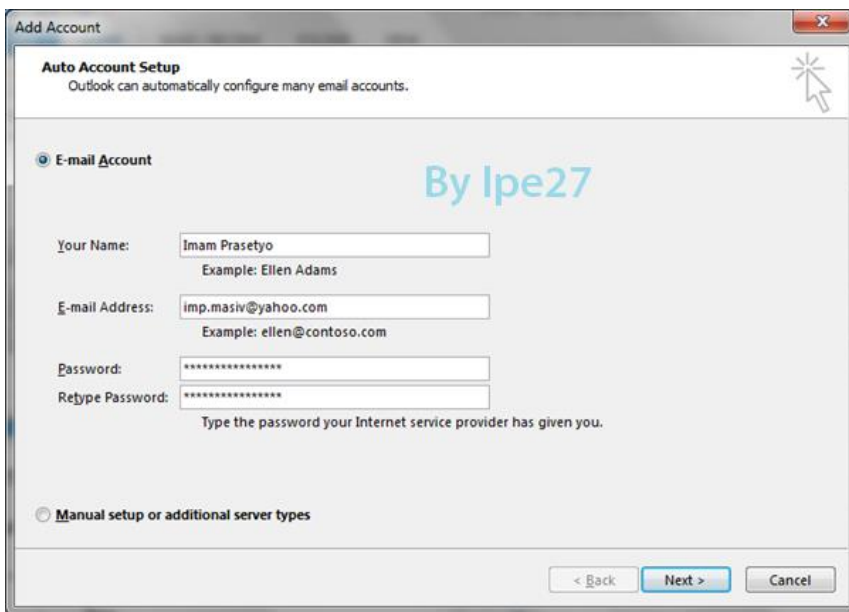 Add Account
Auto Account Setup
Outlook can automatically configure many email accounts.
E-mail Account
By Ipe27
Your Name: Imam Prasetyo
Example: Ellen Adams
E-mail Address: imp.masiv@yahoo.com
Example: ellen@contoso.com
Password: ****************
Retype Password: ****************
Type the password your Internet service provider has given you.
Manual setup or additional server types
< Back Next > Cancel